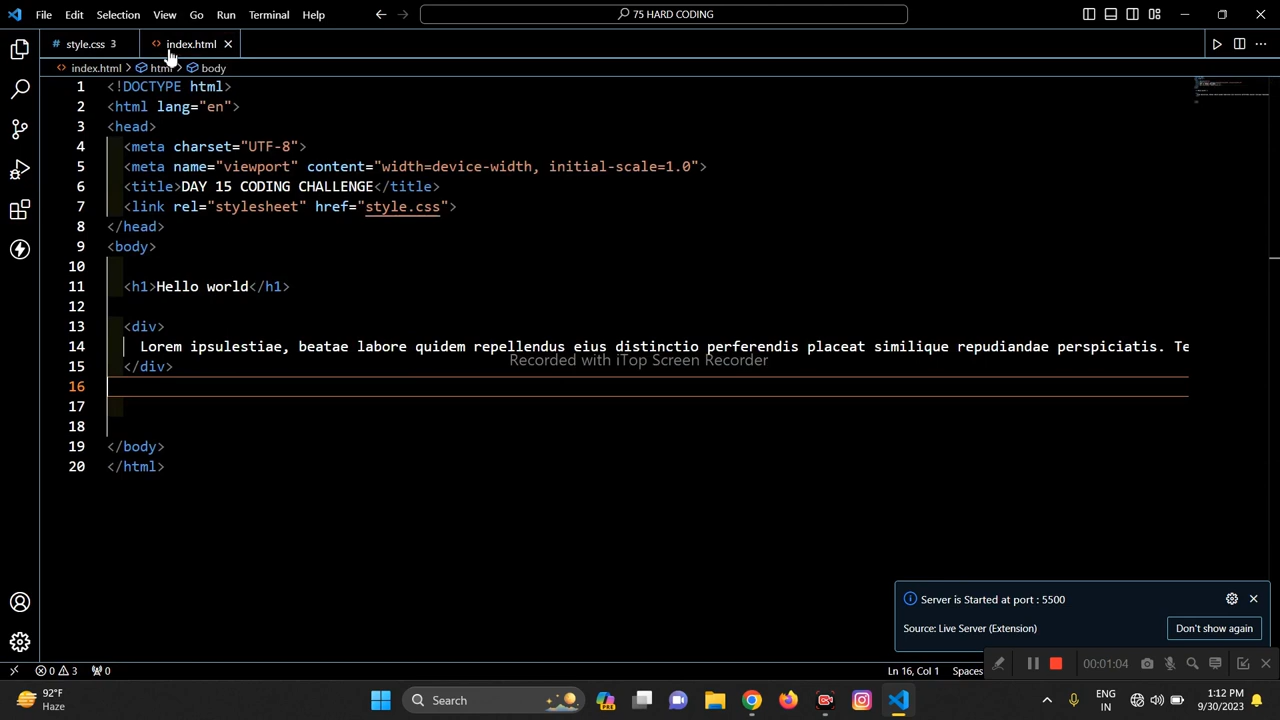 File Edit Selection View Go Run Terminal Help 75 HARD CODING
style.css 3 index.html
index.html > html > body
1 <!DOCTYPE html>
2 <html lang="en">
3 <head>
4 <meta charset="UTF-8">
5 <meta name="viewport" content="width=device-width, initial-scale=1.0">
6 <title>DAY 15 CODING CHALLENGE</title>
7 <link rel="stylesheet" href="style.css">
8 </head>
9 <body>
10
11 <h1>Hello world</h1>
12
13 <div>
14 Lorem ipsulestiae, beatae labore quidem repellendus eius distinctio perferendis placeat similique repudiandae perspiciatis. Te
Recorded with iTop Screen Recorder
15 </div>
16
17
18
19 </body>
20 </html>
Server is Started at port : 5500
Source: Live Server (Extension) Don't show again
0 3 0 Ln 16, Col 1 Spaces
00:01:04
92°F
Haze
Search
PRE
ENG
IN
1:12 PM
9/30/2023